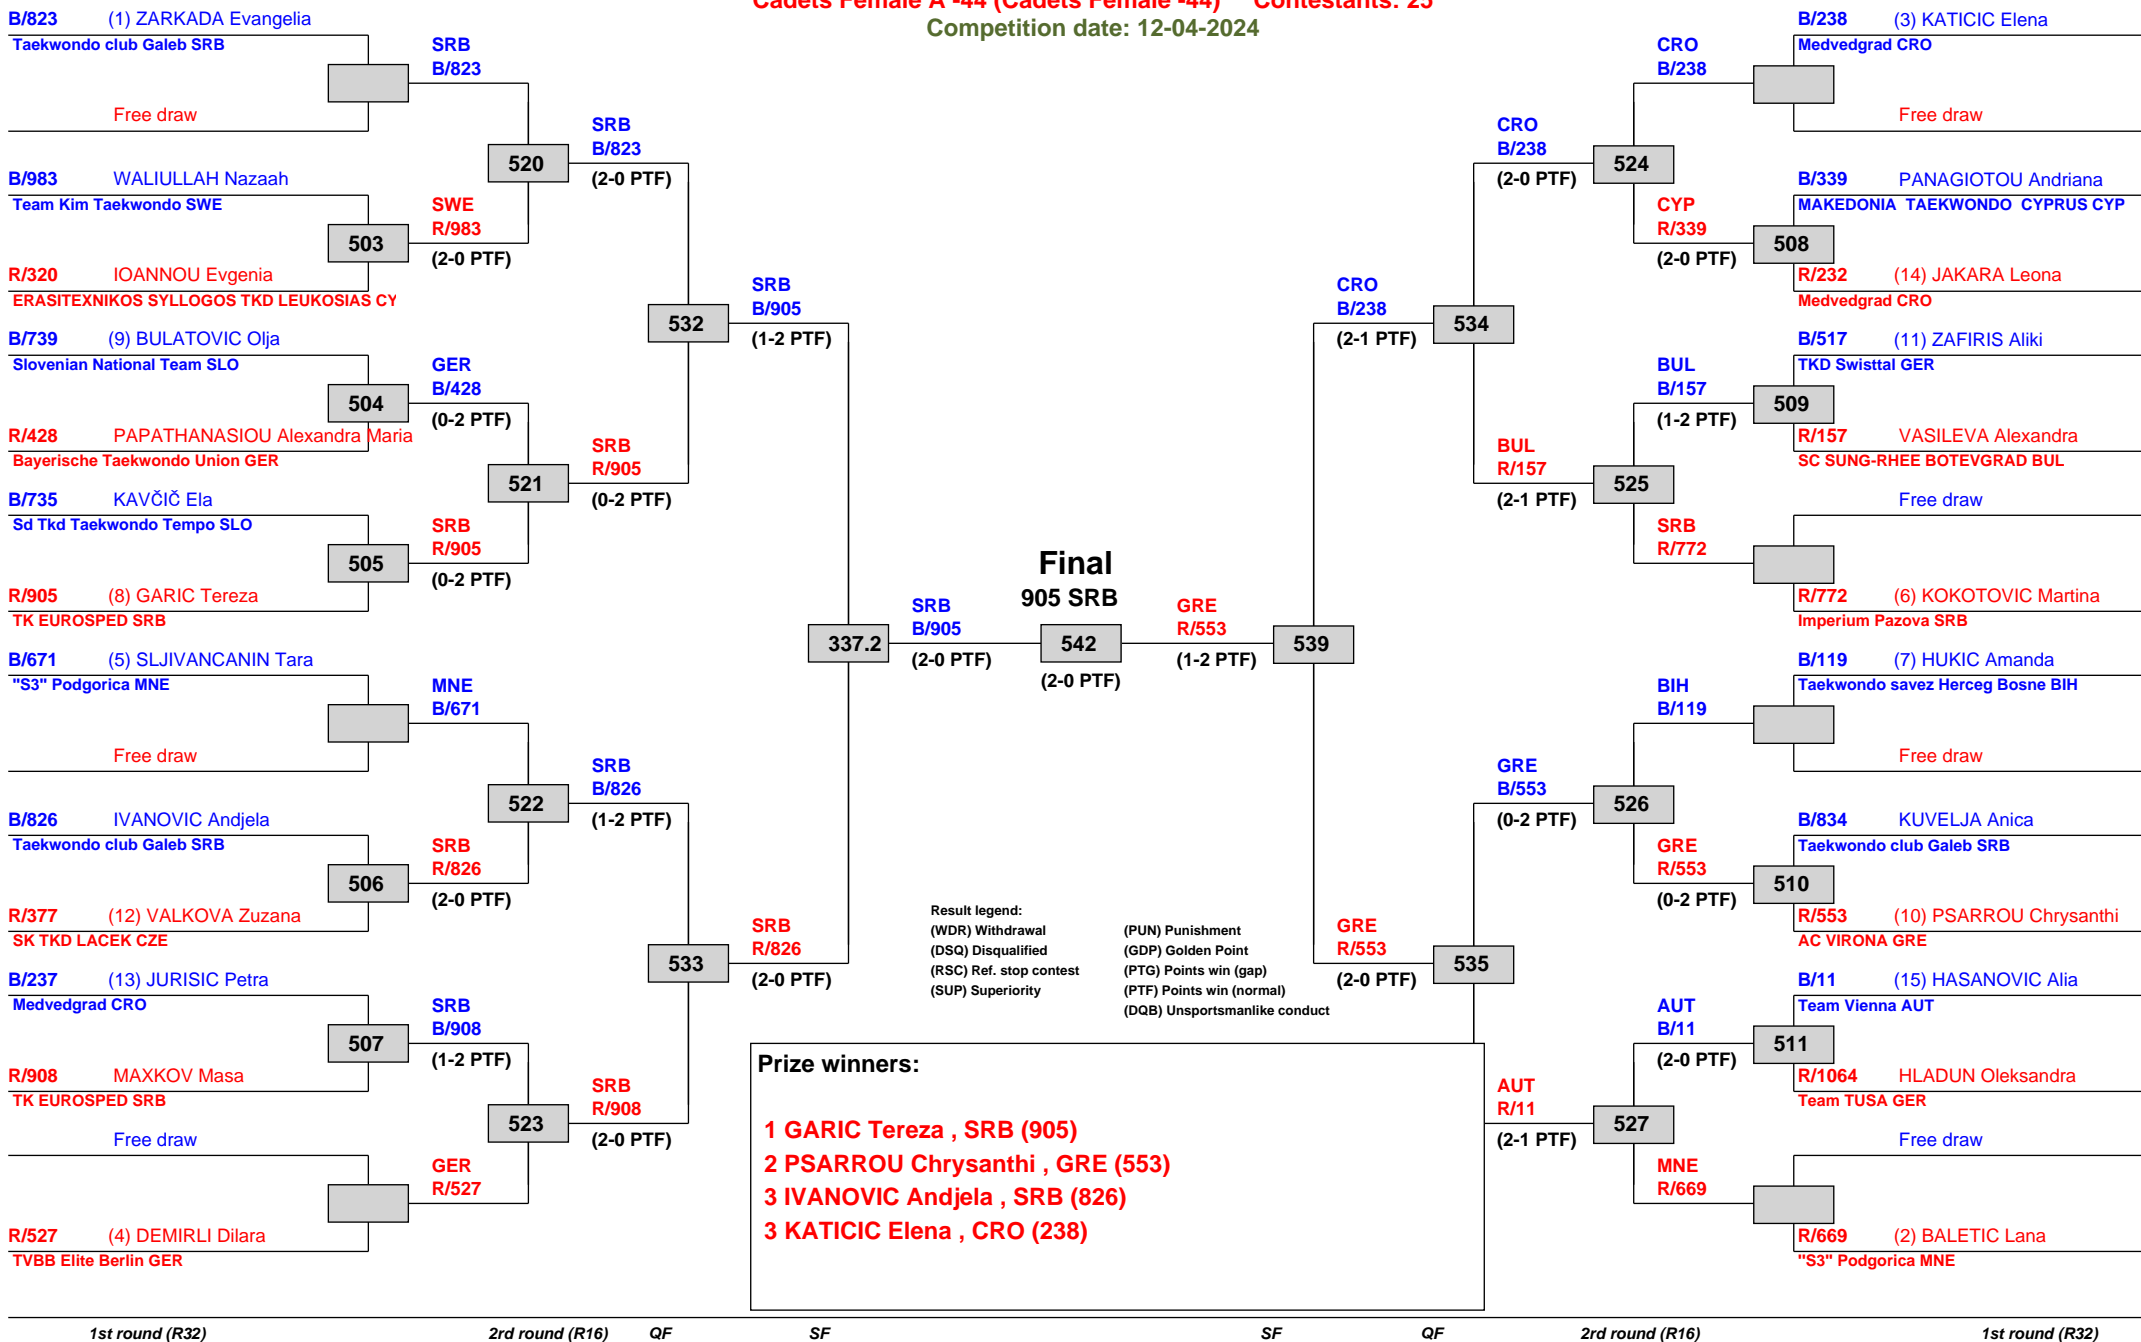 Cadets Female A -44 (Cadets Female -44) Contestants: 25
Competition date: 12-04-2024
B/823 (1) ZARKADA Evangelia
Taekwondo club Galeb SRB
Free draw
B/983 WALIULLAH Nazaah
Team Kim Taekwondo SWE
503
R/320 IOANNOU Evgenia
ERASITEXNIKOS SYLLOGOS TKD LEUKOSIAS CY
B/739 (9) BULATOVIC Olja
Slovenian National Team SLO
504
R/428 PAPATHANASIOU Alexandra Maria
Bayerische Taekwondo Union GER
B/735 KAVČIČ Ela
Sd Tkd Taekwondo Tempo SLO
505
R/905 (8) GARIC Tereza
TK EUROSPED SRB
B/671 (5) SLJIVANCANIN Tara
"S3" Podgorica MNE
Free draw
B/826 IVANOVIC Andjela
Taekwondo club Galeb SRB
506
R/377 (12) VALKOVA Zuzana
SK TKD LACEK CZE
B/237 (13) JURISIC Petra
Medvedgrad CRO
507
R/908 MAXKOV Masa
TK EUROSPED SRB
Free draw
R/527 (4) DEMIRLI Dilara
TVBB Elite Berlin GER
SRB
B/823
520
SWE
R/983
(2-0 PTF)
GER
B/428
(0-2 PTF)
521
SRB
R/905
(0-2 PTF)
MNE
B/671
522
SRB
R/826
(2-0 PTF)
SRB
B/908
(1-2 PTF)
523
GER
R/527
SRB
B/823
(2-0 PTF)
532
SRB
R/905
(0-2 PTF)
SRB
B/826
(1-2 PTF)
533
SRB
R/908
(2-0 PTF)
SRB
B/905
(1-2 PTF)
337.2
SRB
R/826
(2-0 PTF)
SRB
B/905
(2-0 PTF)
Final
905 SRB
542
(2-0 PTF)
GRE
R/553
(1-2 PTF)
539
CRO
B/238
(2-1 PTF)
GRE
R/553
(2-0 PTF)
534
535
CRO
B/238
(2-0 PTF)
BUL
R/157
(2-1 PTF)
GRE
B/553
(0-2 PTF)
AUT
R/11
(2-1 PTF)
524
525
526
527
CRO
B/238
CYP
R/339
(2-0 PTF)
BUL
B/157
(1-2 PTF)
SRB
R/772
BIH
B/119
GRE
R/553
(0-2 PTF)
AUT
B/11
(2-0 PTF)
MNE
R/669
B/238 (3) KATICIC Elena
Medvedgrad CRO
Free draw
B/339 PANAGIOTOU Andriana
MAKEDONIA TAEKWONDO CYPRUS CYP
508
R/232 (14) JAKARA Leona
Medvedgrad CRO
B/517 (11) ZAFIRIS Aliki
TKD Swisttal GER
509
R/157 VASILEVA Alexandra
SC SUNG-RHEE BOTEVGRAD BUL
Free draw
R/772 (6) KOKOTOVIC Martina
Imperium Pazova SRB
B/119 (7) HUKIC Amanda
Taekwondo savez Herceg Bosne BIH
Free draw
B/834 KUVELJA Anica
Taekwondo club Galeb SRB
510
R/553 (10) PSARROU Chrysanthi
AC VIRONA GRE
B/11 (15) HASANOVIC Alia
Team Vienna AUT
511
R/1064 HLADUN Oleksandra
Team TUSA GER
Free draw
R/669 (2) BALETIC Lana
"S3" Podgorica MNE
Result legend:
(WDR) Withdrawal (PUN) Punishment
(DSQ) Disqualified (GDP) Golden Point
(RSC) Ref. stop contest (PTG) Points win (gap)
(SUP) Superiority (PTF) Points win (normal)
(DQB) Unsportsmanlike conduct
Prize winners:
1 GARIC Tereza , SRB (905)
2 PSARROU Chrysanthi , GRE (553)
3 IVANOVIC Andjela , SRB (826)
3 KATICIC Elena , CRO (238)
1st round (R32) 2rd round (R16) QF SF SF QF 2rd round (R16) 1st round (R32)